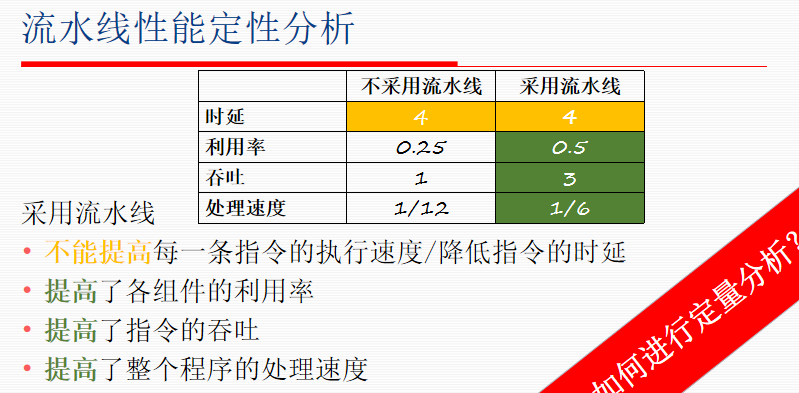 流水线性能定性分析
不采用流水线 采用流水线
时延 4 4
利用率 0.25 0.5
吞吐 1 3
处理速度 1/12 1/6
采用流水线
• 不能提高每一条指令的执行速度/降低指令的时延
• 提高了各组件的利用率
• 提高了指令的吞吐
• 提高了整个程序的处理速度
如何进行定量分析？